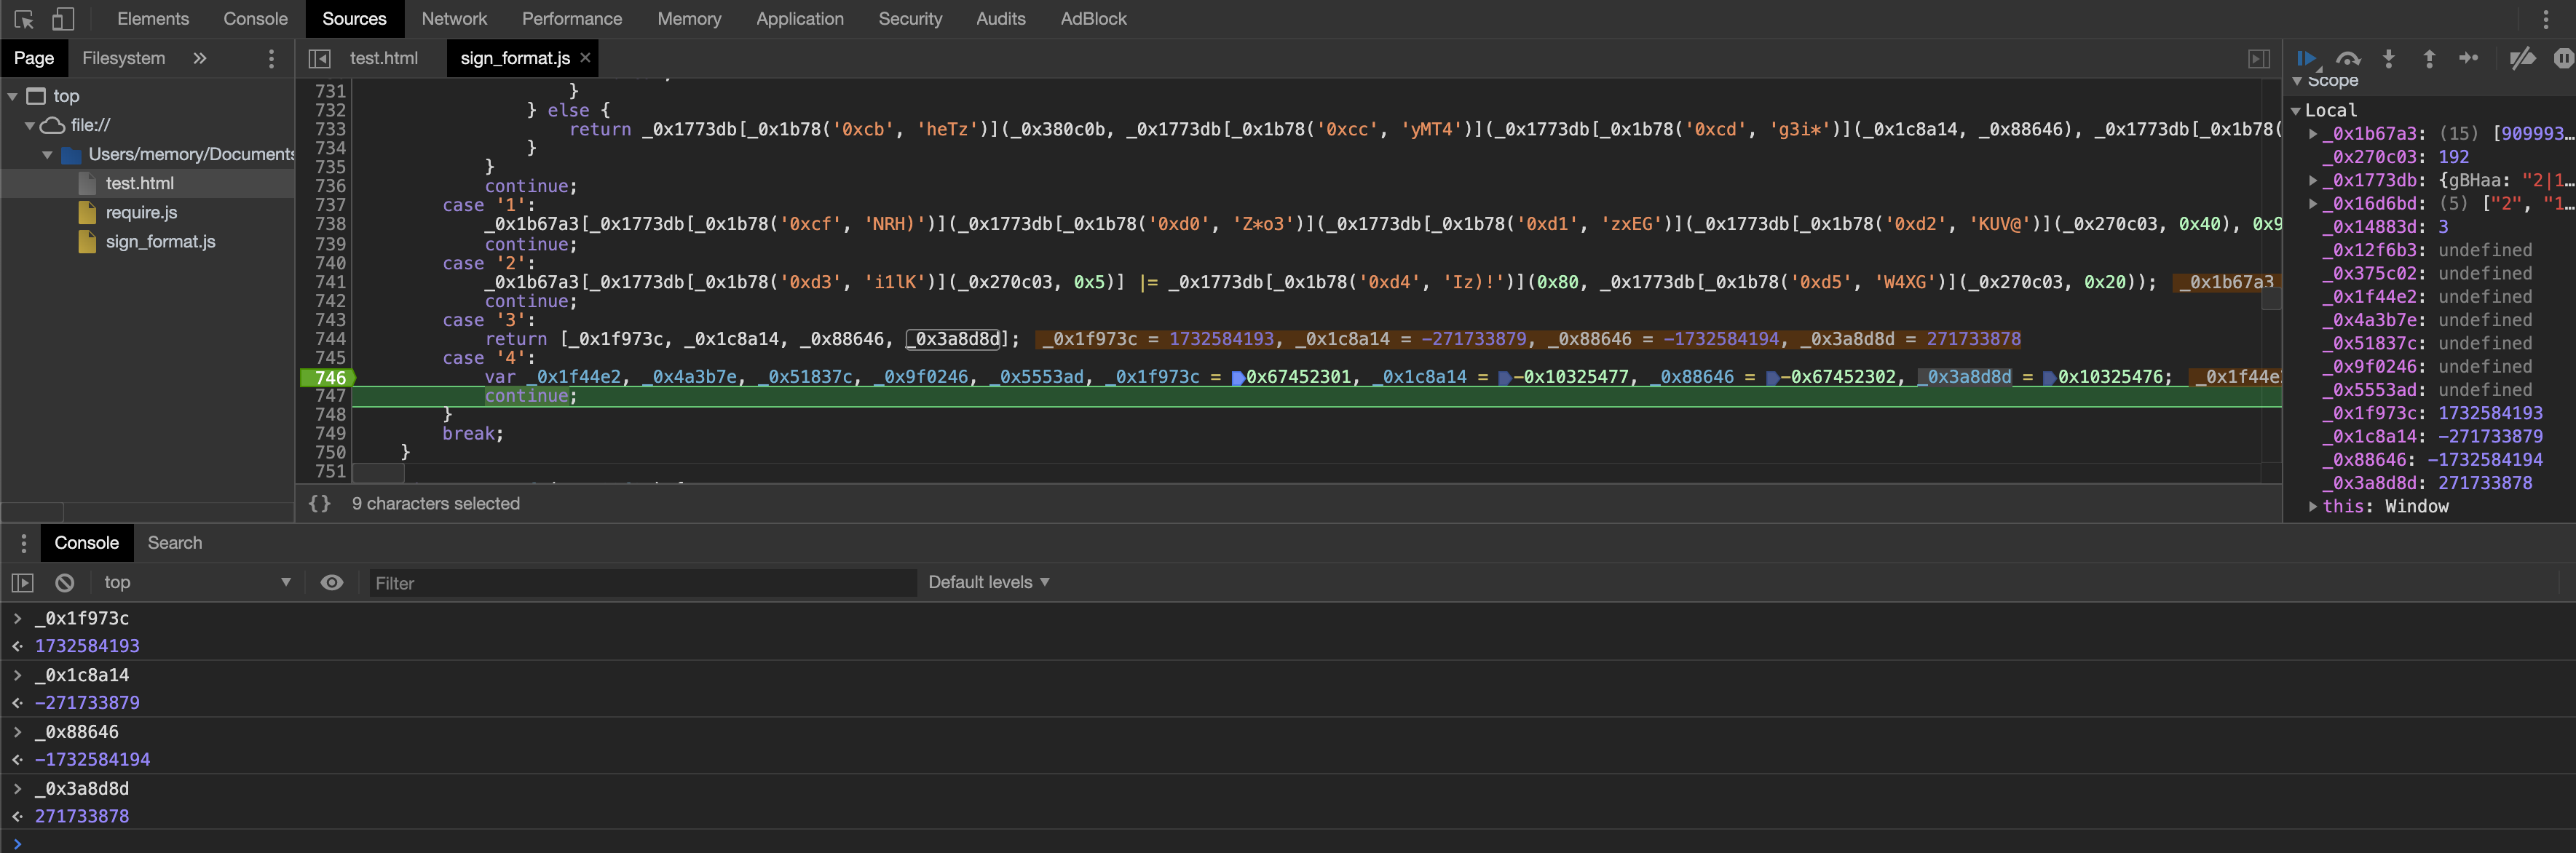 Elements Console Sources Network Performance Memory Application Security Audits AdBlock
Page Filesystem » test.html sign_format.js ×
top
file://
Users/memory/Documents
test.html
require.js
sign_format.js
731 }
732 } else {
733 return _0x1773db[_0x1b78('0xcb', 'heTz')](_0x380c0b, _0x1773db[_0x1b78('0xcc', 'yMT4')](_0x1773db[_0x1b78('0xcd', 'g3i*')](_0x1c8a14, _0x88646), _0x1773db[_0x1b78(
734 }
735 }
736 continue;
737 case '1':
738 _0x1b67a3[_0x1773db[_0x1b78('0xcf', 'NRH)')](_0x1773db[_0x1b78('0xd0', 'Z*o3')](_0x1773db[_0x1b78('0xd1', 'zxEG')](_0x1773db[_0x1b78('0xd2', 'KUV@')](_0x270c03, 0x40), 0x9
739 continue;
740 case '2':
741 _0x1b67a3[_0x1773db[_0x1b78('0xd3', 'i1lK')](_0x270c03, 0x5)] |= _0x1773db[_0x1b78('0xd4', 'Iz)!')](0x80, _0x1773db[_0x1b78('0xd5', 'W4XG')](_0x270c03, 0x20)); _0x1b67a3
742 continue;
743 case '3':
744 return [_0x1f973c, _0x1c8a14, _0x88646, _0x3a8d8d]; _0x1f973c = 1732584193, _0x1c8a14 = -271733879, _0x88646 = -1732584194, _0x3a8d8d = 271733878
745 case '4':
746 var _0x1f44e2, _0x4a3b7e, _0x51837c, _0x9f0246, _0x5553ad, _0x1f973c = 0x67452301, _0x1c8a14 = -0x10325477, _0x88646 = -0x67452302, _0x3a8d8d = 0x10325476; _0x1f44e
747 continue;
748 }
749 break;
750 }
751
{} 9 characters selected
Scope
Local
_0x1b67a3: (15) [909993…
_0x270c03: 192
_0x1773db: {gBHaa: "2|1…
_0x16d6bd: (5) ["2", "1…
_0x14883d: 3
_0x12f6b3: undefined
_0x375c02: undefined
_0x1f44e2: undefined
_0x4a3b7e: undefined
_0x51837c: undefined
_0x9f0246: undefined
_0x5553ad: undefined
_0x1f973c: 1732584193
_0x1c8a14: -271733879
_0x88646: -1732584194
_0x3a8d8d: 271733878
this: Window
Console Search
top Filter Default levels
> _0x1f973c
1732584193
> _0x1c8a14
-271733879
> _0x88646
-1732584194
> _0x3a8d8d
271733878
>